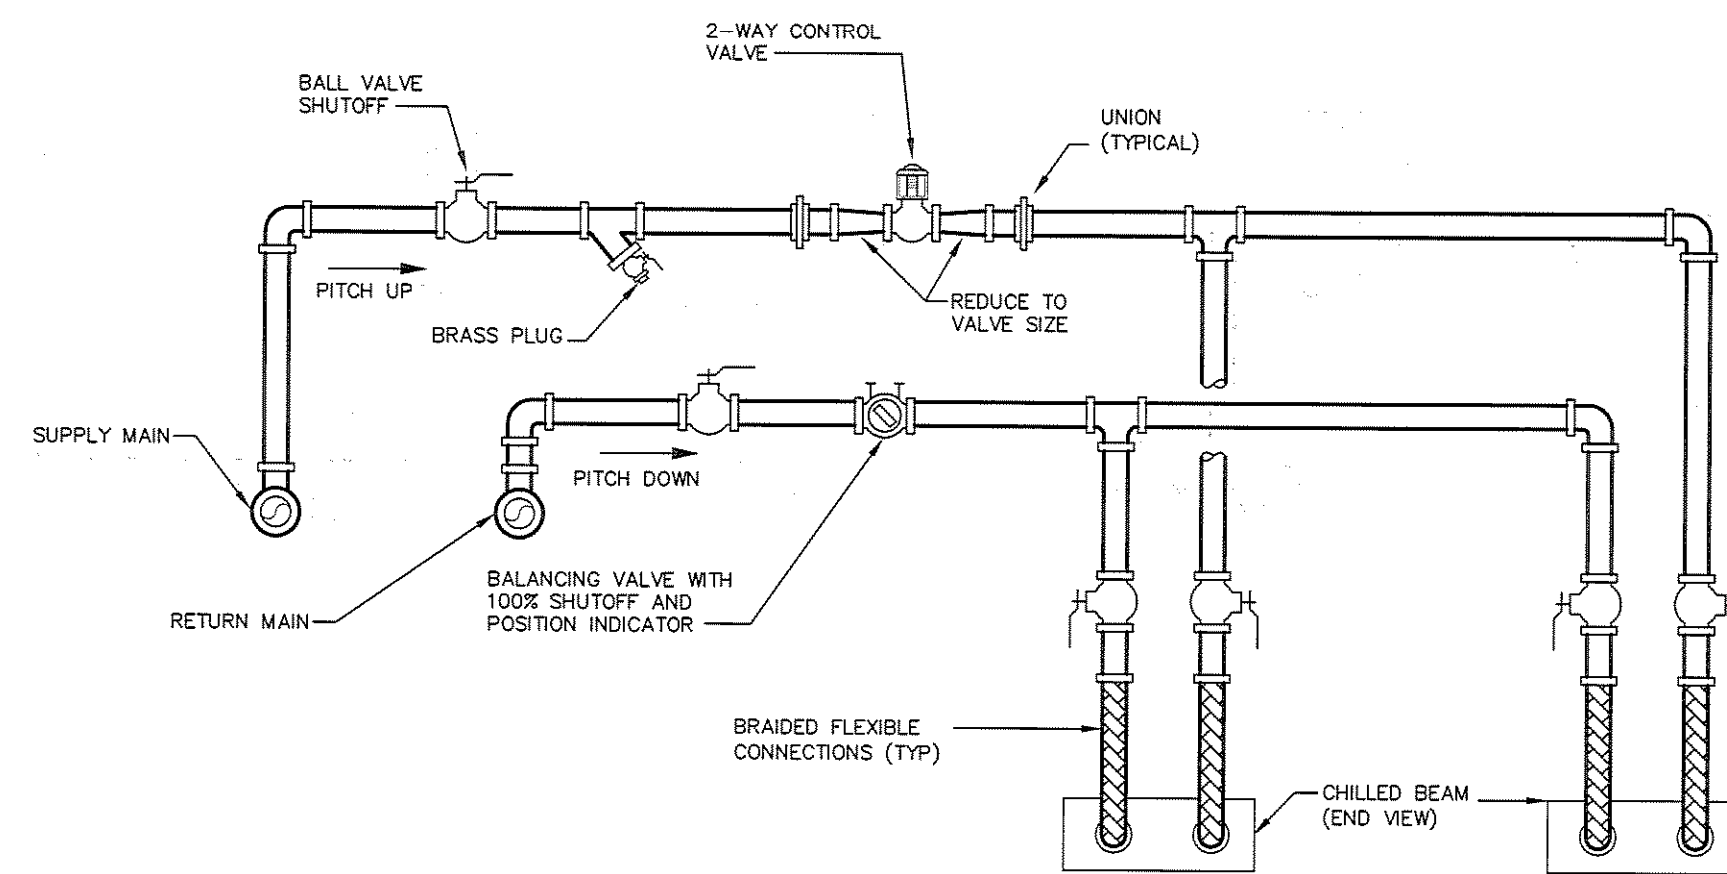 2-WAY CONTROL
VALVE
BALL VALVE
SHUTOFF
UNION
(TYPICAL)
PITCH UP
BRASS PLUG
REDUCE TO
VALVE SIZE
SUPPLY MAIN
PITCH DOWN
RETURN MAIN
BALANCING VALVE WITH
100% SHUTOFF AND
POSITION INDICATOR
BRAIDED FLEXIBLE
CONNECTIONS (TYP)
CHILLED BEAM
(END VIEW)